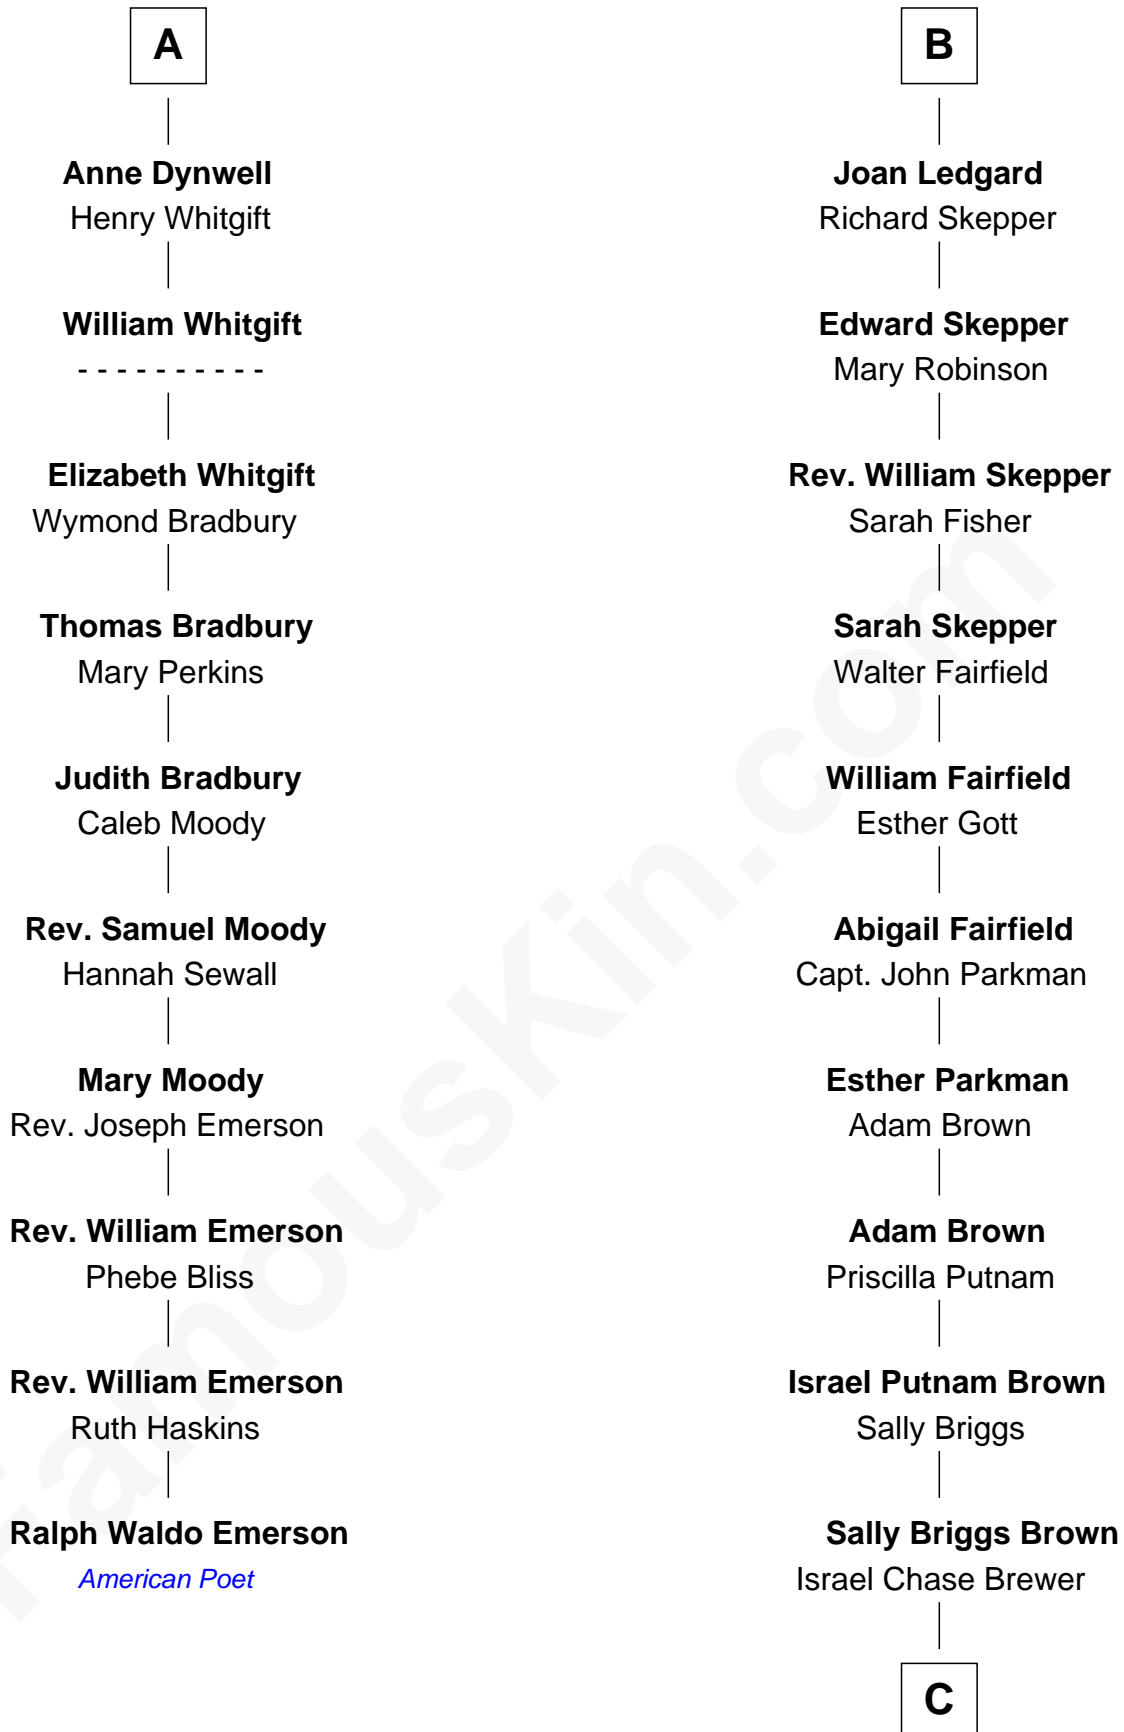 A
Anne Dynwell
Henry Whitgift
William Whitgift
- - - - - - - - - -
Elizabeth Whitgift
Wymond Bradbury
Thomas Bradbury
Mary Perkins
Judith Bradbury
Caleb Moody
Rev. Samuel Moody
Hannah Sewall
Mary Moody
Rev. Joseph Emerson
Rev. William Emerson
Phebe Bliss
Rev. William Emerson
Ruth Haskins
Ralph Waldo Emerson
American Poet
B
Joan Ledgard
Richard Skepper
Edward Skepper
Mary Robinson
Rev. William Skepper
Sarah Fisher
Sarah Skepper
Walter Fairfield
William Fairfield
Esther Gott
Abigail Fairfield
Capt. John Parkman
Esther Parkman
Adam Brown
Adam Brown
Priscilla Putnam
Israel Putnam Brown
Sally Briggs
Sally Briggs Brown
Israel Chase Brewer
C
FamousKin.com